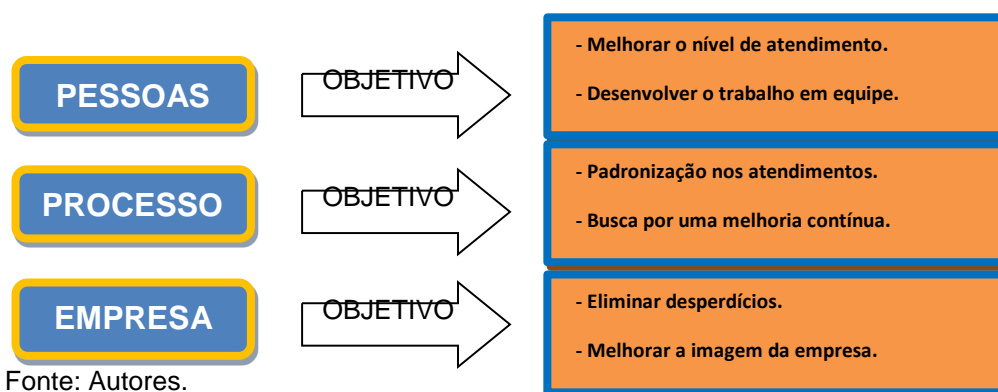 PESSOAS
OBJETIVO
- Melhorar o nível de atendimento.
- Desenvolver o trabalho em equipe.
PROCESSO
OBJETIVO
- Padronização nos atendimentos.
- Busca por uma melhoria contínua.
EMPRESA
OBJETIVO
- Eliminar desperdícios.
- Melhorar a imagem da empresa.
Fonte: Autores.